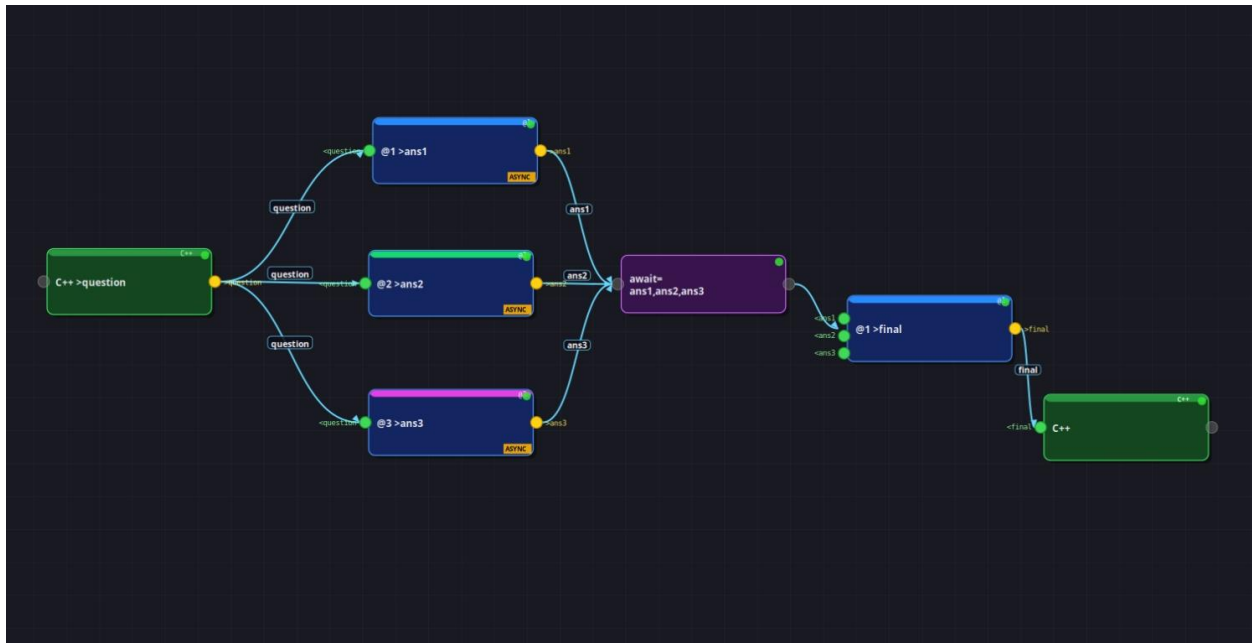 <question
@1 >ans1
>ans1
ASYNC
question
ans1
C++
C++ >question
>question
question
<question
@2 >ans2
ans2
>ans2
ASYNC
await=
ans1,ans2,ans3
question
ans3
<question
@3 >ans3
>ans3
ASYNC
<ans1
<ans2
<ans3
@1 >final
>final
final
C++
<final
C++